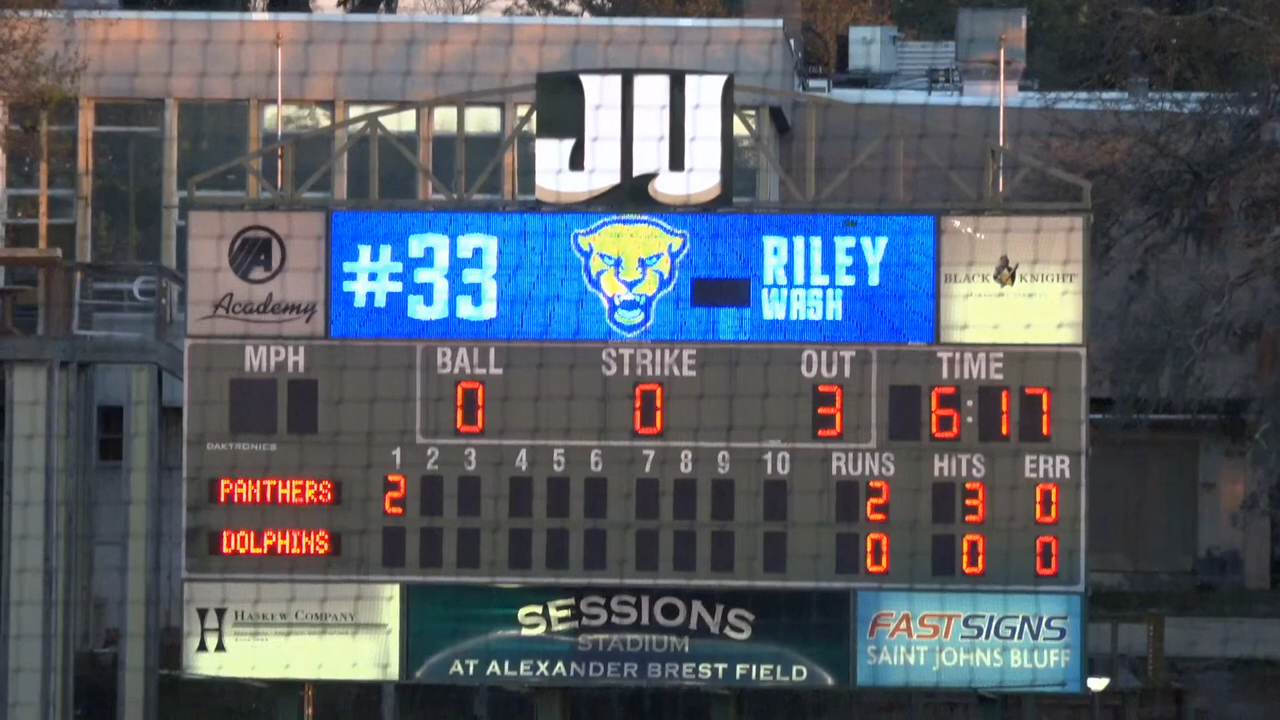 JU
#33
RILEY
WASH
Academy
BLACK KNIGHT
MPH
BALL
STRIKE
OUT
TIME
0
0
3
6:17
DAKTRONICS
1 2 3 4 5 6 7 8 9 10 RUNS HITS ERR
PANTHERS 2 2 3 0
DOLPHINS 0 0 0
H HASKEW COMPANY
SESSIONS
STADIUM
AT ALEXANDER BREST FIELD
FASTSIGNS
SAINT JOHNS BLUFF